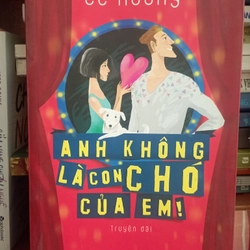 ANH KHÔNG
LÀ CON CHÓ
CỦA EM!
Truyện dài